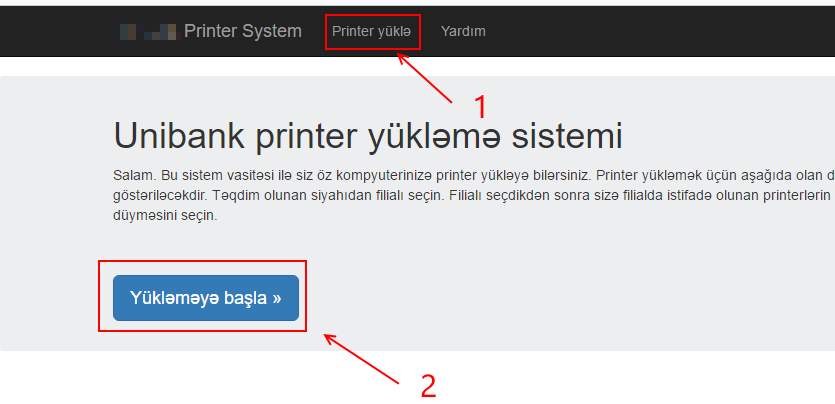 Printer System
Printer yüklə
Yardım
1
Unibank printer yükləmə sistemi
Salam. Bu sistem vasitəsi ilə siz öz kompyuterinizə printer yükləyə bilərsiniz. Printer yükləmək üçün aşağıda olan d
göstəriləcəkdir. Təqdim olunan siyahıdan filialı seçin. Filialı seçdikdən sonra sizə filialda istifadə olunan printerlərin
düyməsini seçin.
Yükləməyə başla »
2